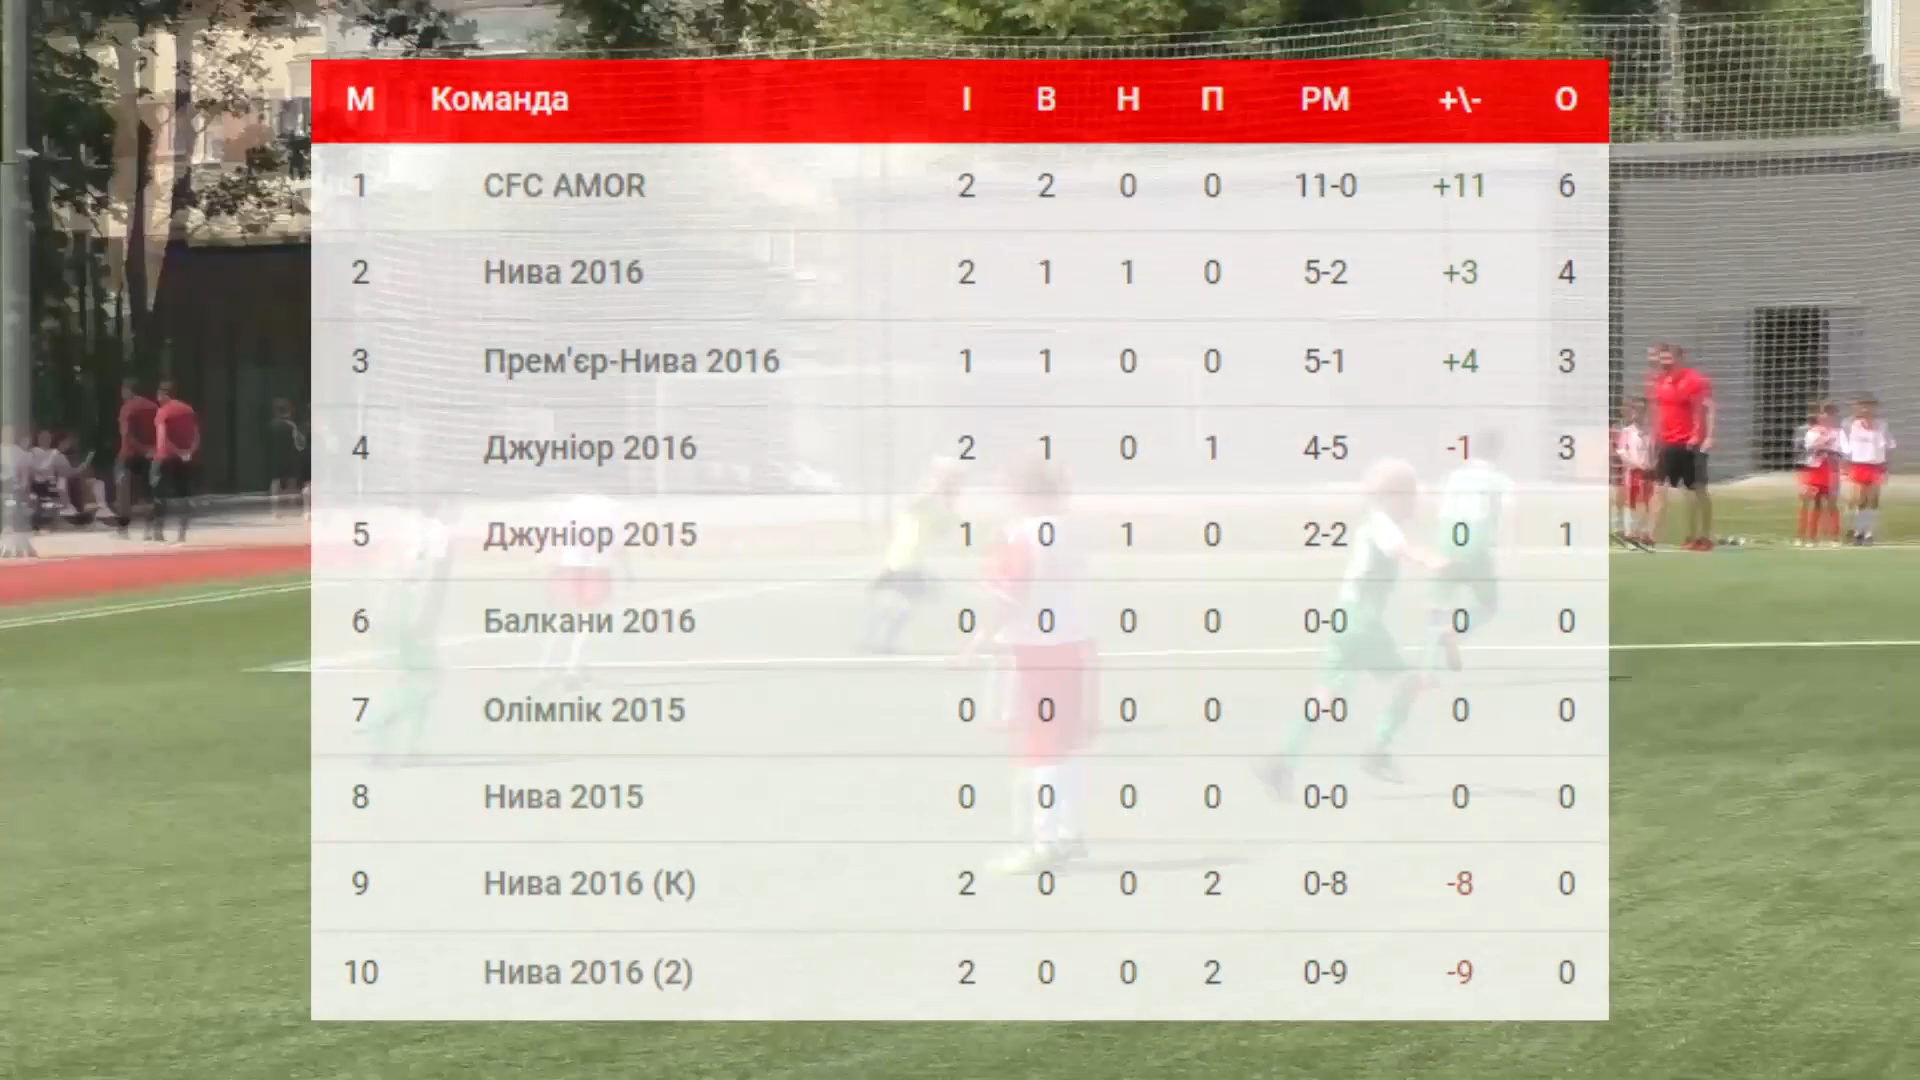 М Команда І В Н П РМ +\- О
1 CFC AMOR 2 2 0 0 11-0 +11 6
2 Нива 2016 2 1 1 0 5-2 +3 4
3 Прем'єр-Нива 2016 1 1 0 0 5-1 +4 3
4 Джуніор 2016 2 1 0 1 4-5 -1 3
5 Джуніор 2015 1 0 1 0 2-2 0 1
6 Балкани 2016 0 0 0 0 0-0 0 0
7 Олімпік 2015 0 0 0 0 0-0 0 0
8 Нива 2015 0 0 0 0 0-0 0 0
9 Нива 2016 (К) 2 0 0 2 0-8 -8 0
10 Нива 2016 (2) 2 0 0 2 0-9 -9 0